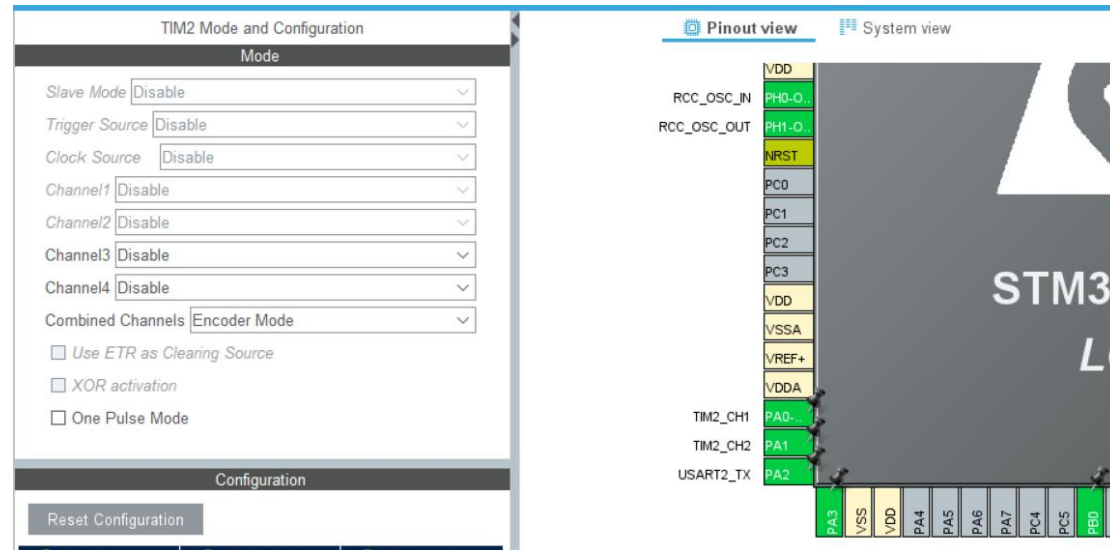 TIM2 Mode and Configuration
Mode
Slave Mode Disable
Trigger Source Disable
Clock Source Disable
Channel1 Disable
Channel2 Disable
Channel3 Disable
Channel4 Disable
Combined Channels Encoder Mode
Use ETR as Clearing Source
XOR activation
One Pulse Mode
Configuration
Reset Configuration
Pinout view
System view
VDD
RCC_OSC_IN PH0-O..
RCC_OSC_OUT PH1-O..
NRST
PC0
PC1
PC2
PC3
VDD
VSSA
VREF+
VDDA
TIM2_CH1 PA0-..
TIM2_CH2 PA1
USART2_TX PA2
STM3
L
PA3
VSS
VDD
PA4
PA5
PA6
PA7
PC4
PC5
PB0